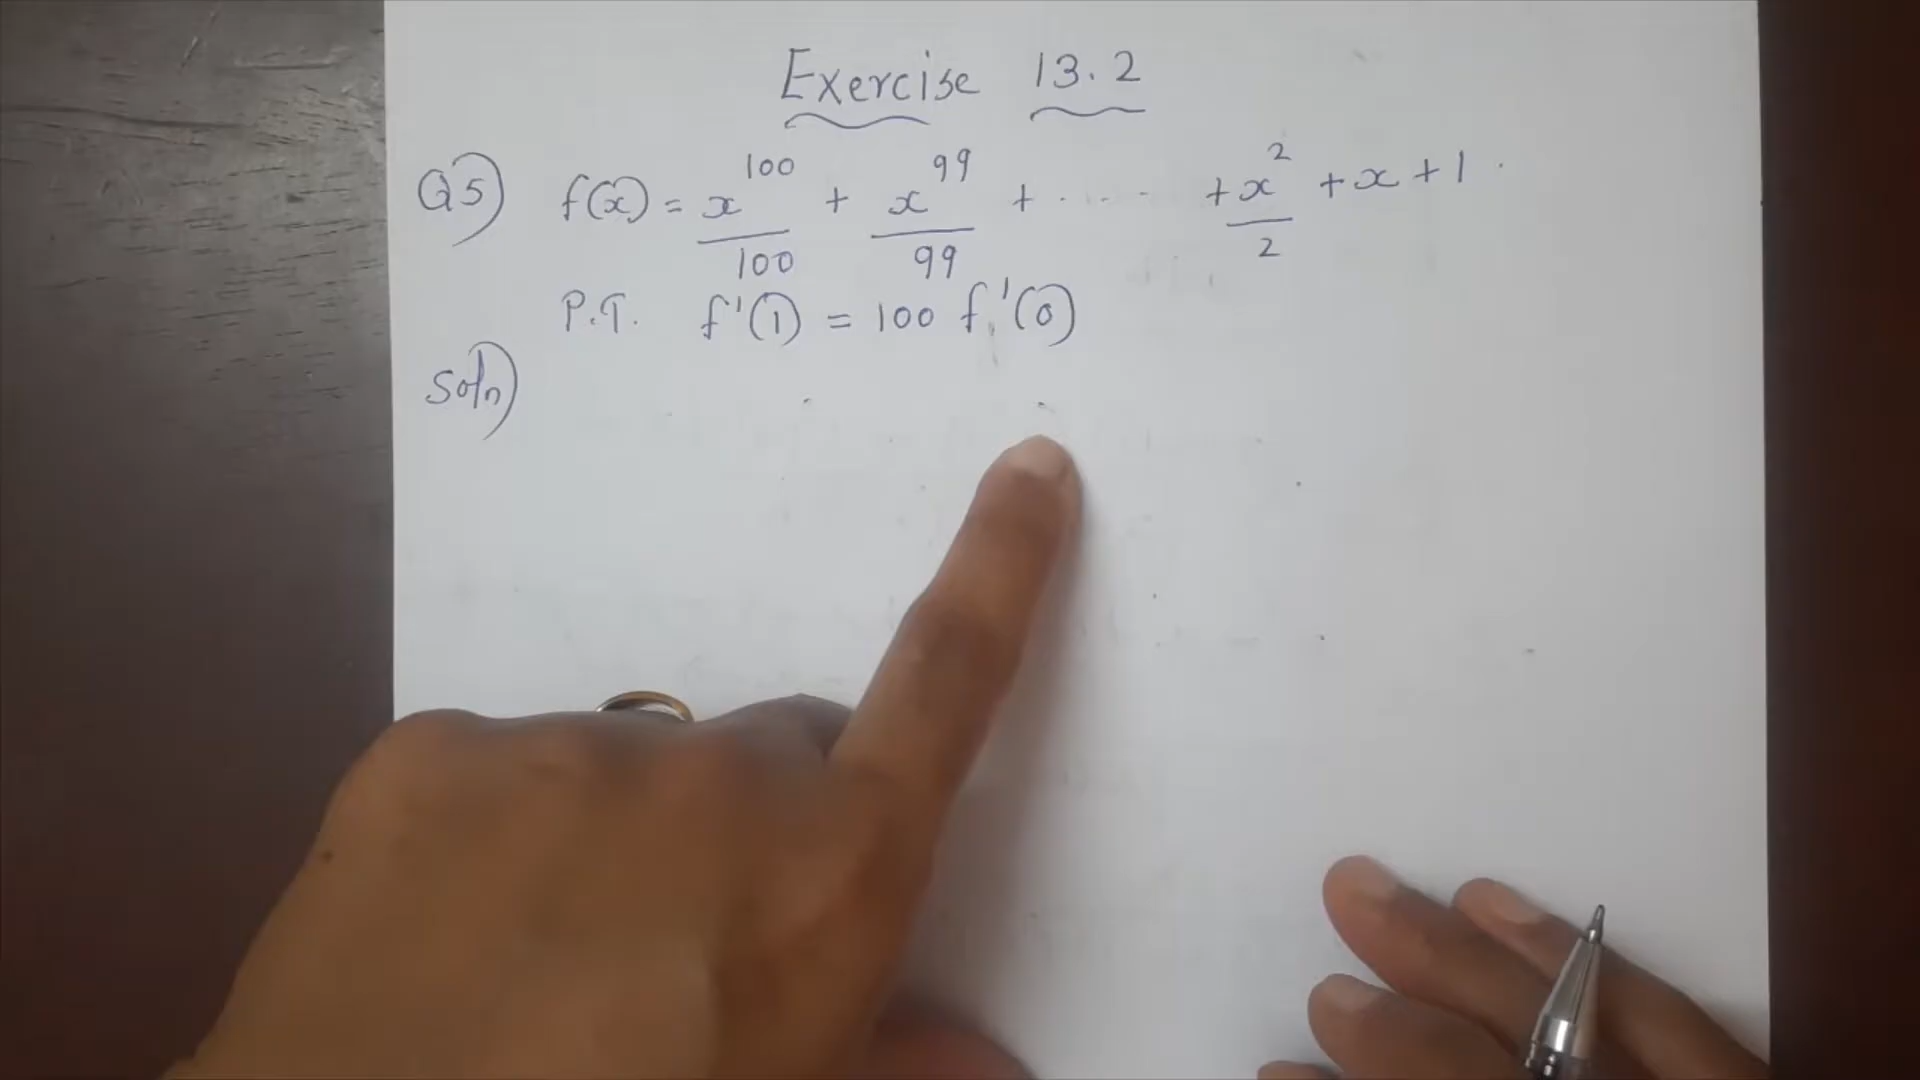 Exercise 13.2
Q5) f(x) = x^100/100 + x^99/99 + ..... + x^2/2 + x + 1.
P.T. f'(1) = 100 f'(0)
Soln)